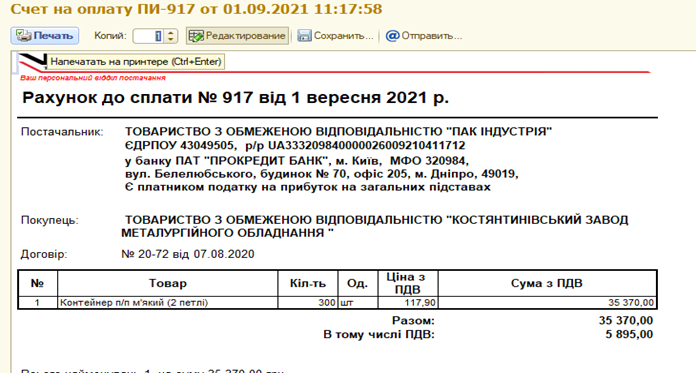 Счет на оплату ПИ-917 от 01.09.2021 11:17:58
Печать Копий: 1 Редактирование Сохранить... Отправить...
Напечатать на принтере (Ctrl+Enter)
Ваш персональний відділ постачання
Рахунок до сплати № 917 від 1 вересня 2021 р.
Постачальник: ТОВАРИСТВО З ОБМЕЖЕНОЮ ВІДПОВІДАЛЬНІСТЮ "ПАК ІНДУСТРІЯ"
ЄДРПОУ 43049505, р/р UA333209840000026009210411712
у банку ПАТ "ПРОКРЕДИТ БАНК", м. Київ, МФО 320984,
вул. Белелюбського, будинок № 70, офіс 205, м. Дніпро, 49019,
Є платником податку на прибуток на загальних підставах
Покупець: ТОВАРИСТВО З ОБМЕЖЕНОЮ ВІДПОВІДАЛЬНІСТЮ "КОСТЯНТИНІВСЬКИЙ ЗАВОД
МЕТАЛУРГІЙНОГО ОБЛАДНАННЯ "
Договір: № 20-72 від 07.08.2020
№ Товар Кіл-ть Од. Ціна з ПДВ Сума з ПДВ
1 Контейнер п/п м'який (2 петлі) 300 шт 117,90 35 370,00
Разом: 35 370,00
В тому числі ПДВ: 5 895,00